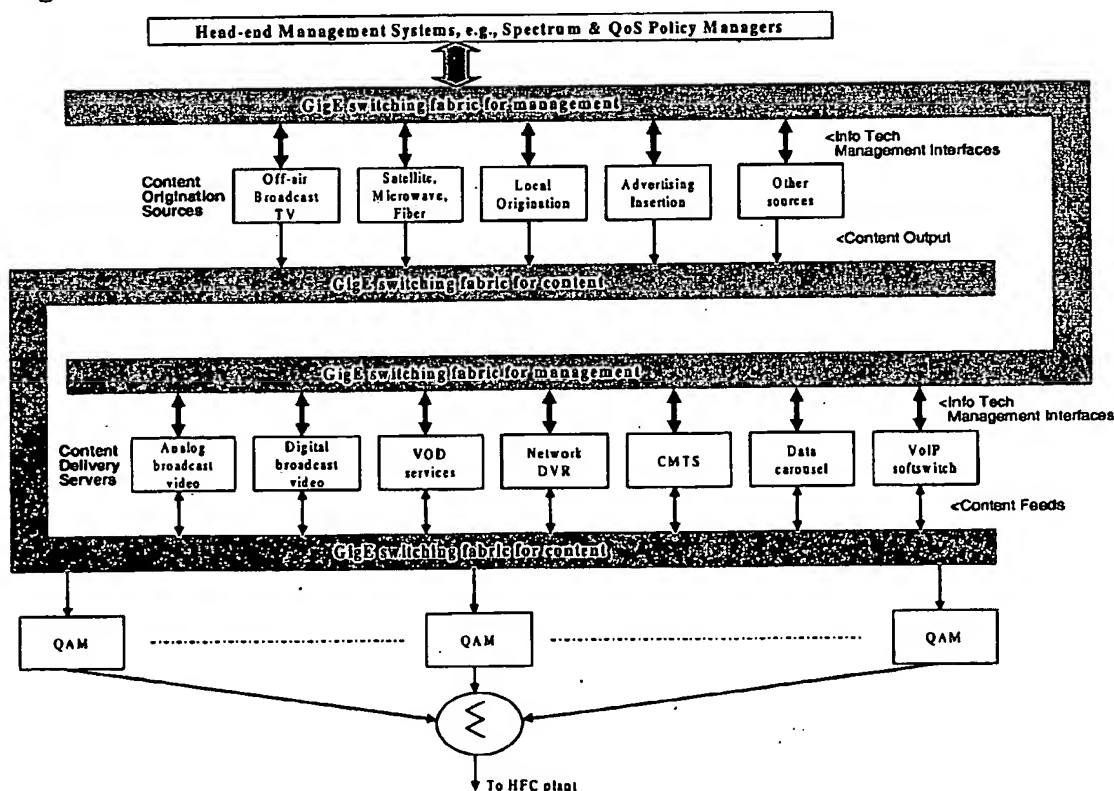 Head-end Management Systems, e.g., Spectrum & QoS Policy Managers
GigE switching fabric for management
<Info Tech
Management Interfaces
Content
Origination
Sources
Off-air
Broadcast
TV
Satellite,
Microwave,
Fiber
Local
Origination
Advertising
Insertion
Other
sources
<Content Output
GigE switching fabric for content
GigE switching fabric for management
<Info Tech
Management Interfaces
Content
Delivery
Servers
Analog
broadcast
video
Digital
broadcast
video
VOD
services
Network
DVR
CMTS
Data
carousel
VoIP
softswitch
<Content Feeds
GigE switching fabric for content
QAM
QAM
QAM
To HFC plant